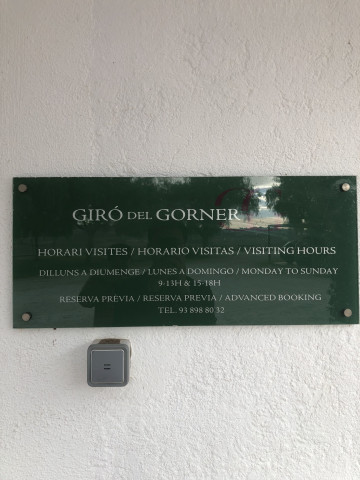 GIRÓ DEL GORNER
HORARI VISITES / HORARIO VISITAS / VISITING HOURS
DILLUNS A DIUMENGE / LUNES A DOMINGO / MONDAY TO SUNDAY
9-13H & 15-18H
RESERVA PRÈVIA / RESERVA PREVIA / ADVANCED BOOKING
TEL. 93 898 80 32